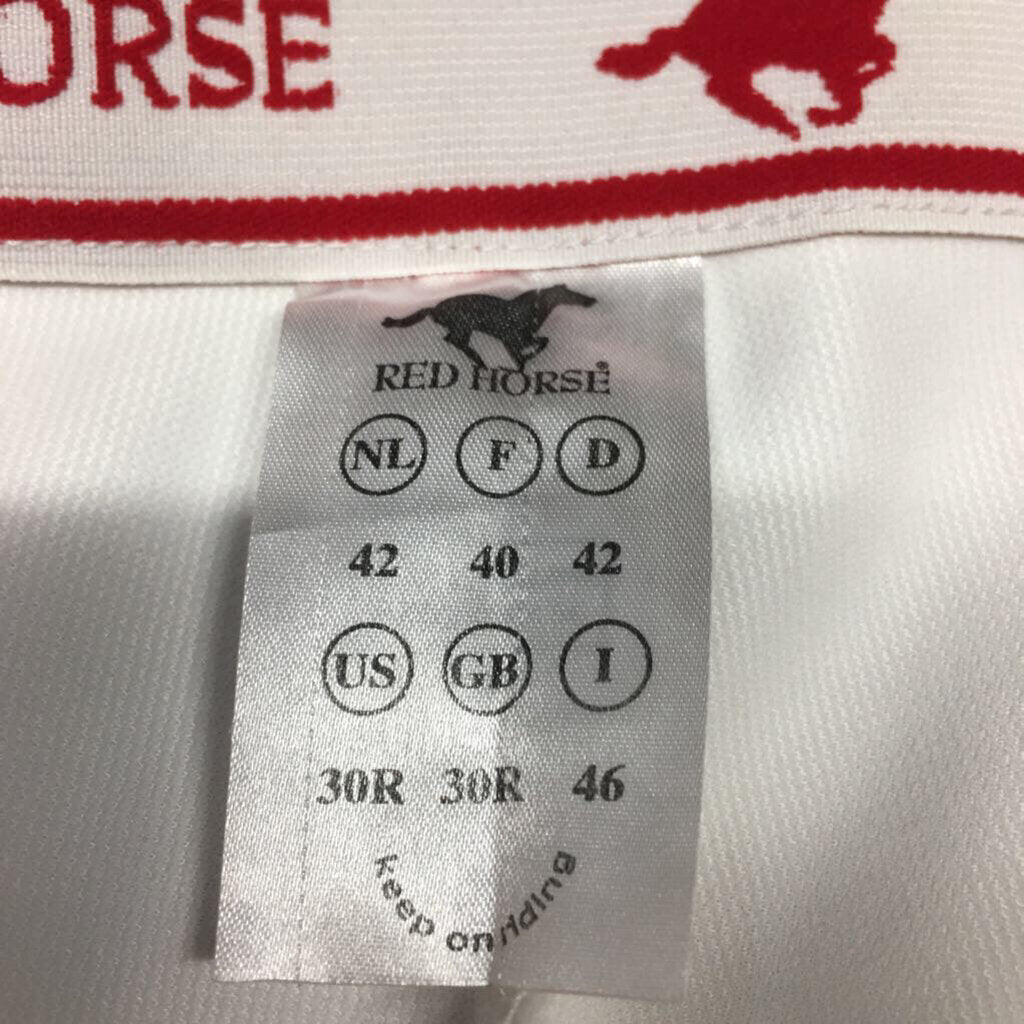 ORSE
RED HORSE®
NL F D
42 40 42
US GB I
30R 30R 46
keep on riding